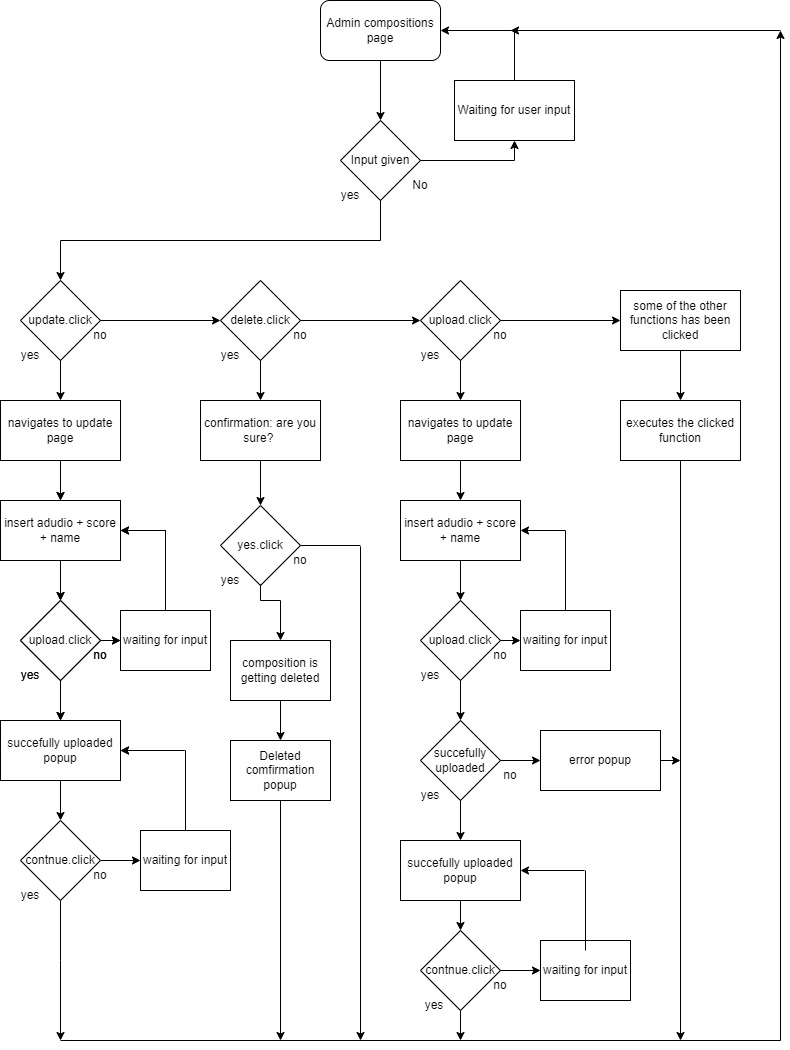 Admin compositions
page
Waiting for user input
Input given
No
yes
update.click
no
yes
delete.click
no
yes
upload.click
no
yes
some of the other
functions has been
clicked
navigates to update
page
confirmation: are you
sure?
navigates to update
page
executes the clicked
function
insert adudio + score
+ name
yes.click
no
yes
insert adudio + score
+ name
upload.click
no
yes
waiting for input
composition is
getting deleted
upload.click
no
yes
waiting for input
succefully uploaded
popup
Deleted
comfirmation
popup
succefully
uploaded
no
yes
error popup
contnue.click
no
yes
waiting for input
succefully uploaded
popup
contnue.click
no
yes
waiting for input